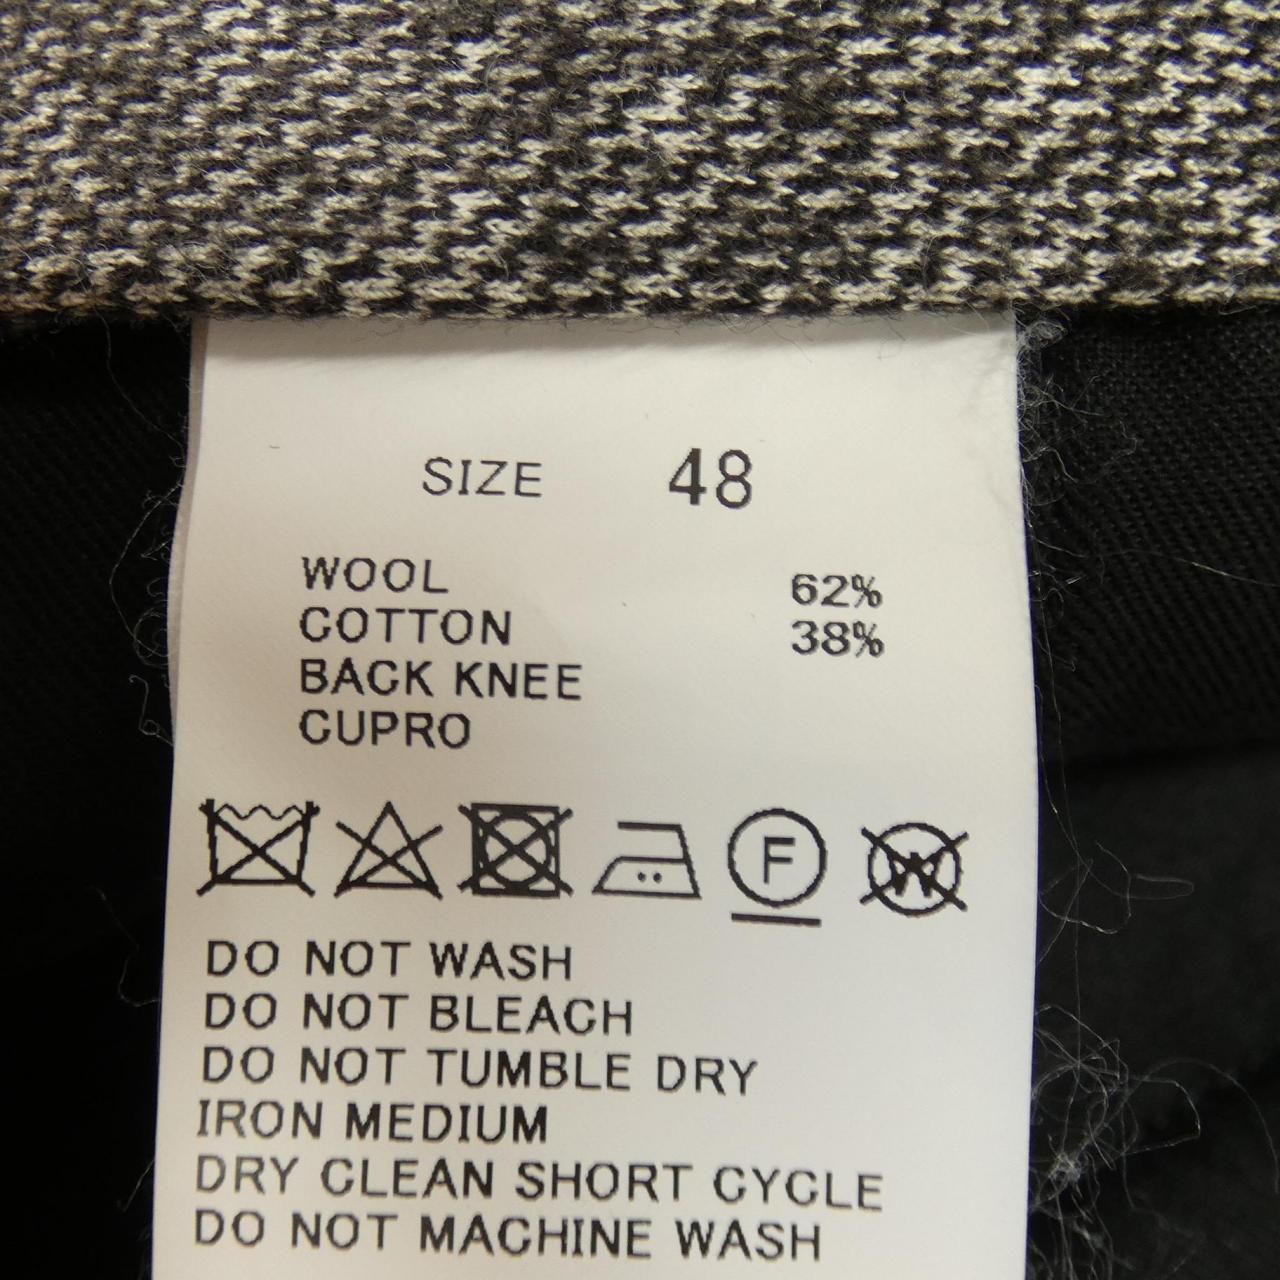 SIZE 48
WOOL 62%
COTTON 38%
BACK KNEE
CUPRO
F W
DO NOT WASH
DO NOT BLEACH
DO NOT TUMBLE DRY
IRON MEDIUM
DRY CLEAN SHORT CYCLE
DO NOT MACHINE WASH